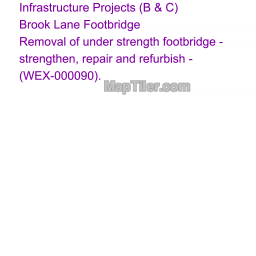 Infrastructure Projects (B & C)
Brook Lane Footbridge
Removal of under strength footbridge -
strengthen, repair and refurbish -
(WEX-000090).
MapTiler.com